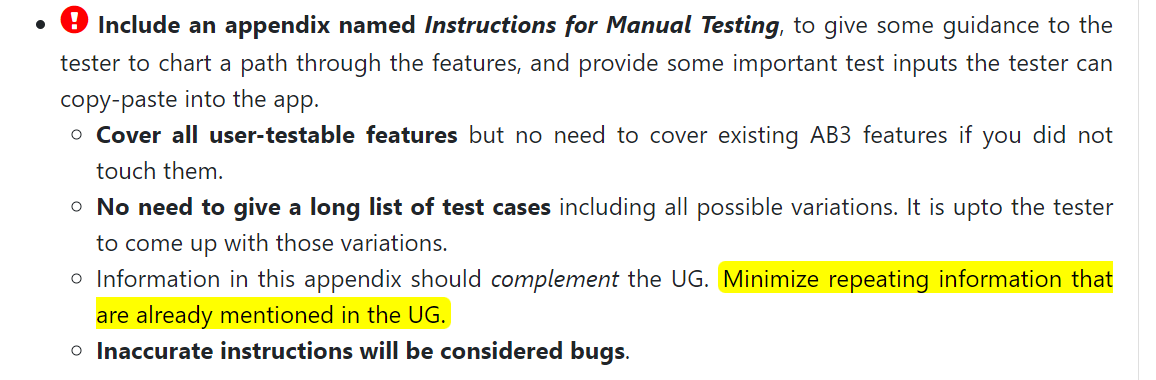 Include an appendix named Instructions for Manual Testing, to give some guidance to the
tester to chart a path through the features, and provide some important test inputs the tester can
copy-paste into the app.
Cover all user-testable features but no need to cover existing AB3 features if you did not
touch them.
No need to give a long list of test cases including all possible variations. It is upto the tester
to come up with those variations.
Information in this appendix should complement the UG. Minimize repeating information that
are already mentioned in the UG.
Inaccurate instructions will be considered bugs.